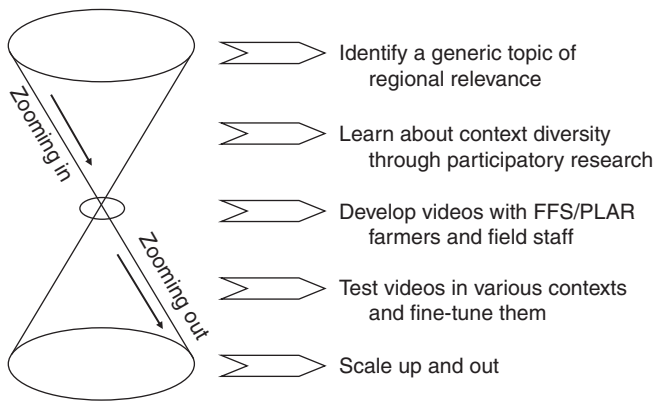 Zooming in
Zooming out
Identify a generic topic of
regional relevance
Learn about context diversity
through participatory research
Develop videos with FFS/PLAR
farmers and field staff
Test videos in various contexts
and fine-tune them
Scale up and out